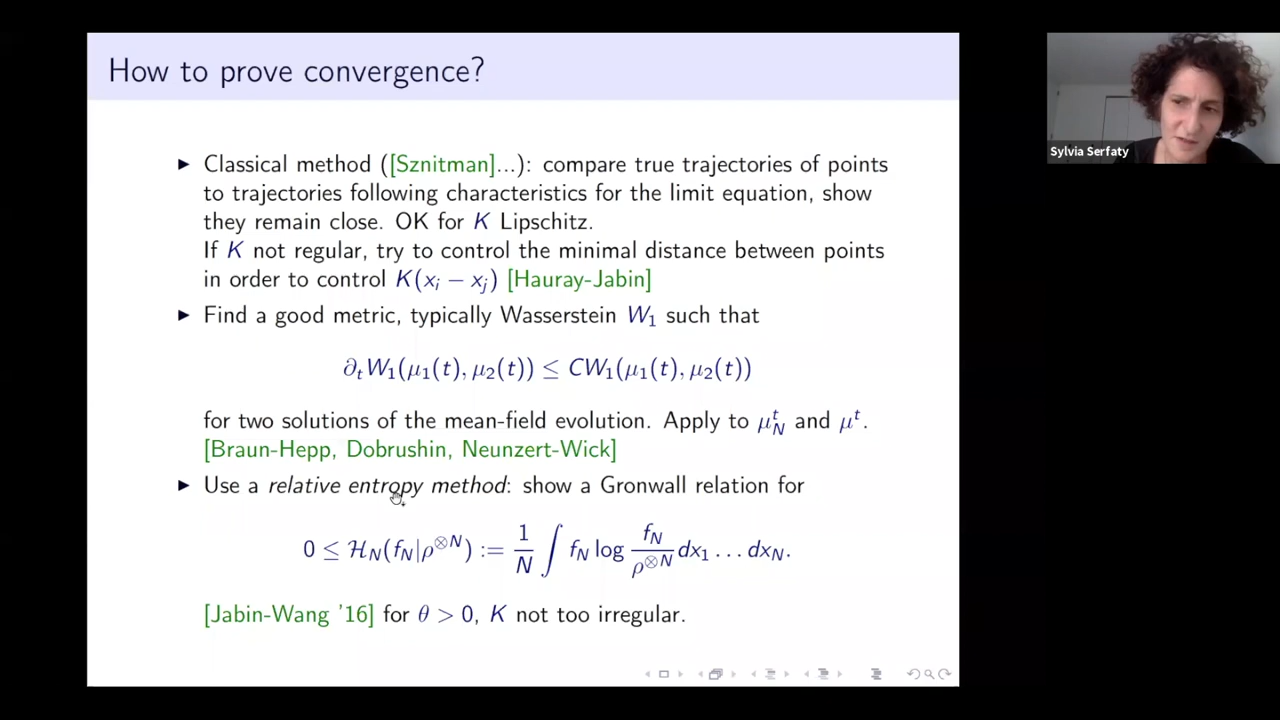 How to prove convergence?
▶ Classical method ([Sznitman]...): compare true trajectories of points
to trajectories following characteristics for the limit equation, show
they remain close. OK for K Lipschitz.
If K not regular, try to control the minimal distance between points
in order to control K(x_i − x_j) [Hauray-Jabin]
▶ Find a good metric, typically Wasserstein W_1 such that
∂_t W_1(μ_1(t), μ_2(t)) ≤ CW_1(μ_1(t), μ_2(t))
for two solutions of the mean-field evolution. Apply to μ_N^t and μ^t.
[Braun-Hepp, Dobrushin, Neunzert-Wick]
▶ Use a relative entropy method: show a Gronwall relation for
0 ≤ H_N(f_N|ρ^{⊗N}) := \frac{1}{N} ∫ f_N log \frac{f_N}{ρ^{⊗N}} dx_1 … dx_N.
[Jabin-Wang '16] for θ > 0, K not too irregular.
Sylvia Serfaty